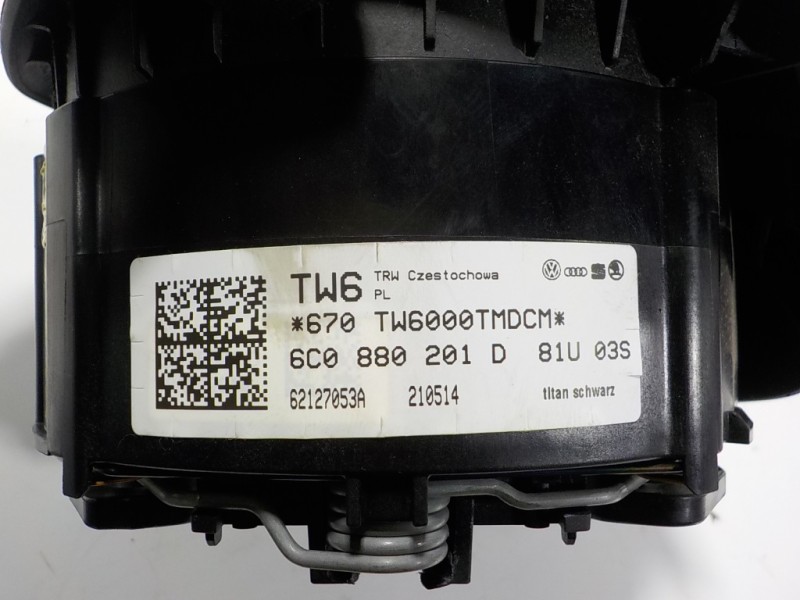 TW6 TRW Czestochowa
PL
*670 TW6000TMDCM*
6C0 880 201 D 81U 03S
62127053A 210514 titan schwarz